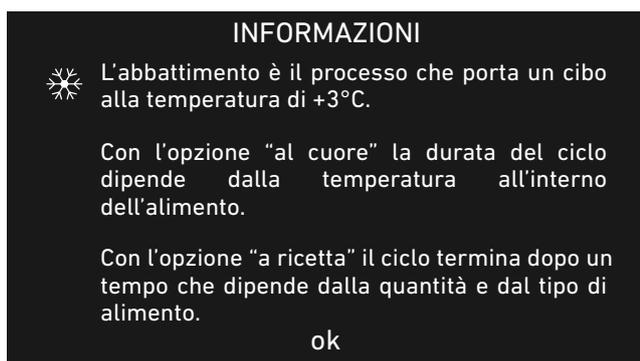 INFORMAZIONI
L’abbattimento è il processo che porta un cibo
alla temperatura di +3°C.
Con l’opzione “al cuore” la durata del ciclo
dipende dalla temperatura all’interno
dell’alimento.
Con l’opzione “a ricetta” il ciclo termina dopo un
tempo che dipende dalla quantità e dal tipo di
alimento.
ok